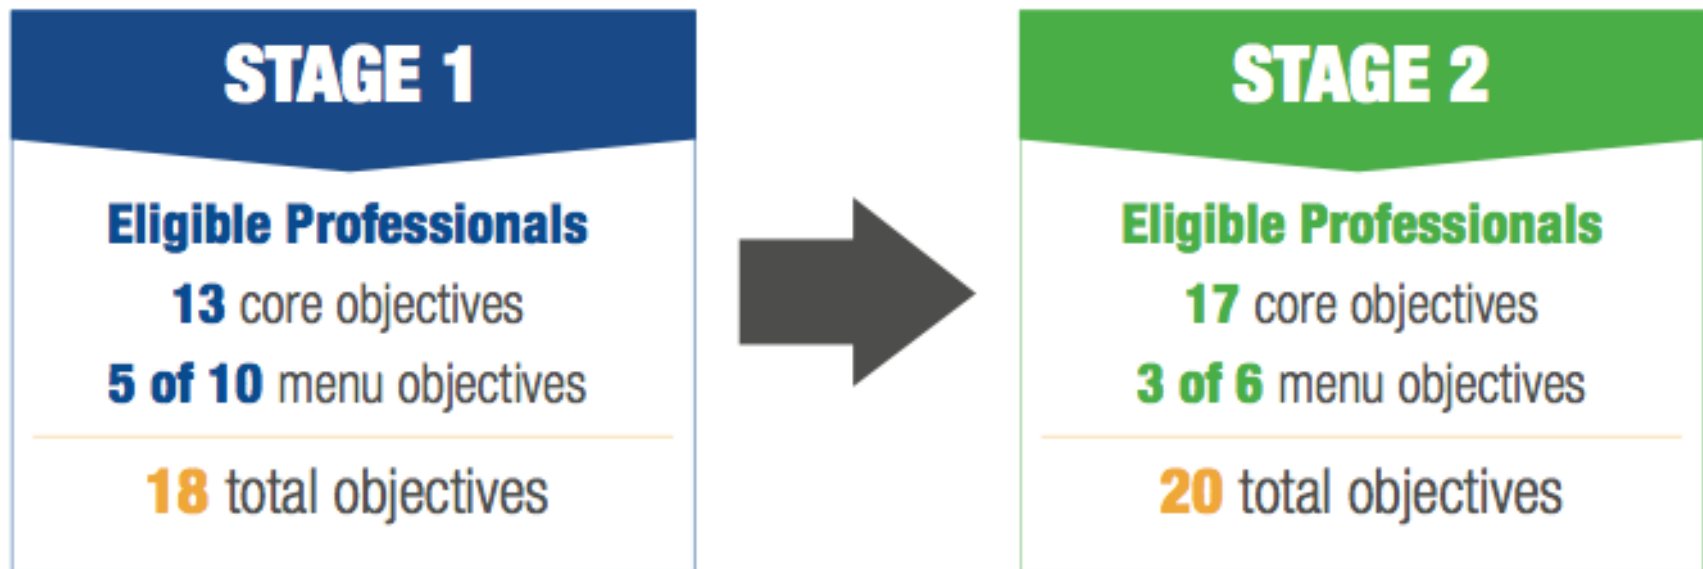 STAGE 1
Eligible Professionals
13 core objectives
5 of 10 menu objectives
18 total objectives
STAGE 2
Eligible Professionals
17 core objectives
3 of 6 menu objectives
20 total objectives